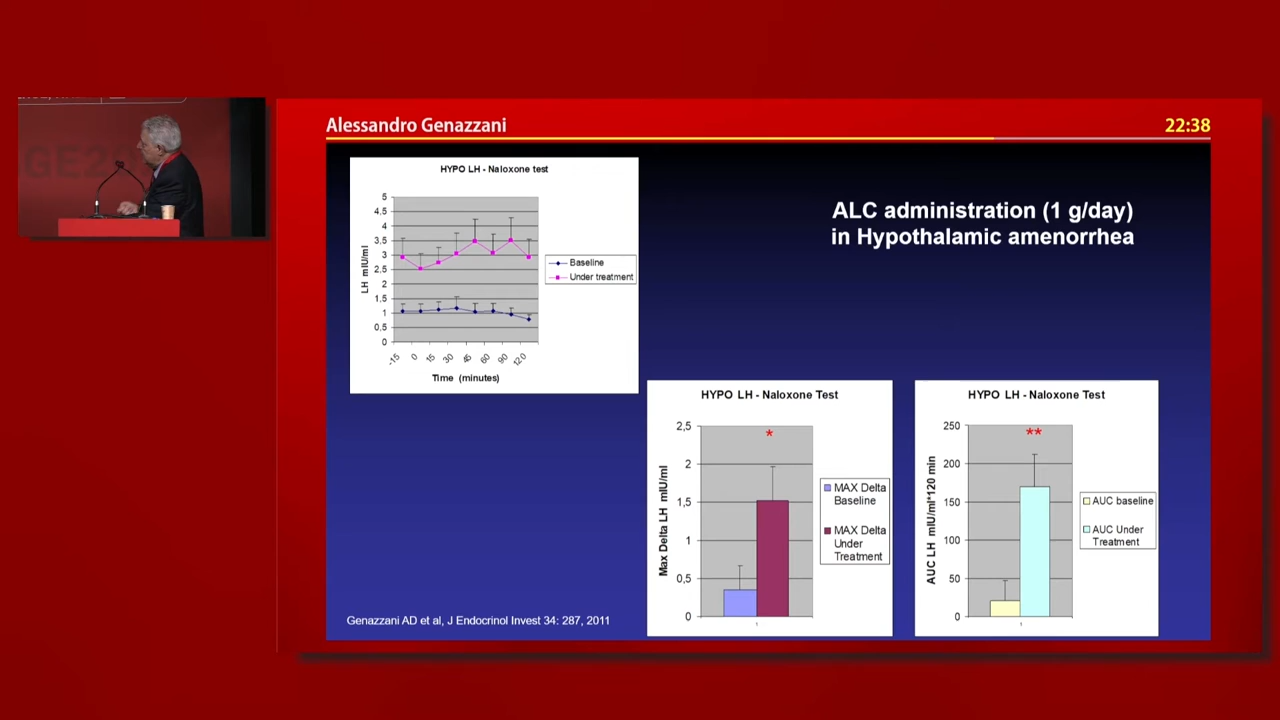 GE2
Alessandro Genazzani
22:38
HYPO LH - Naloxone test
5
4,5
4
3,5
3
2,5
2
1,5
1
0,5
0
LH mIU/ml
-15 0 15 30 45 60 90 120
Time (minutes)
Baseline
Under treatment
ALC administration (1 g/day)
in Hypothalamic amenorrhea
HYPO LH - Naloxone Test
2,5
2
1,5
1
0,5
0
Max Delta LH mIU/ml
1
MAX Delta
Baseline
MAX Delta
Under
Treatment
*
HYPO LH - Naloxone Test
250
200
150
100
50
0
AUC LH mIU/ml*120 min
1
AUC baseline
AUC Under
Treatment
**
Genazzani AD et al, J Endocrinol Invest 34: 287, 2011